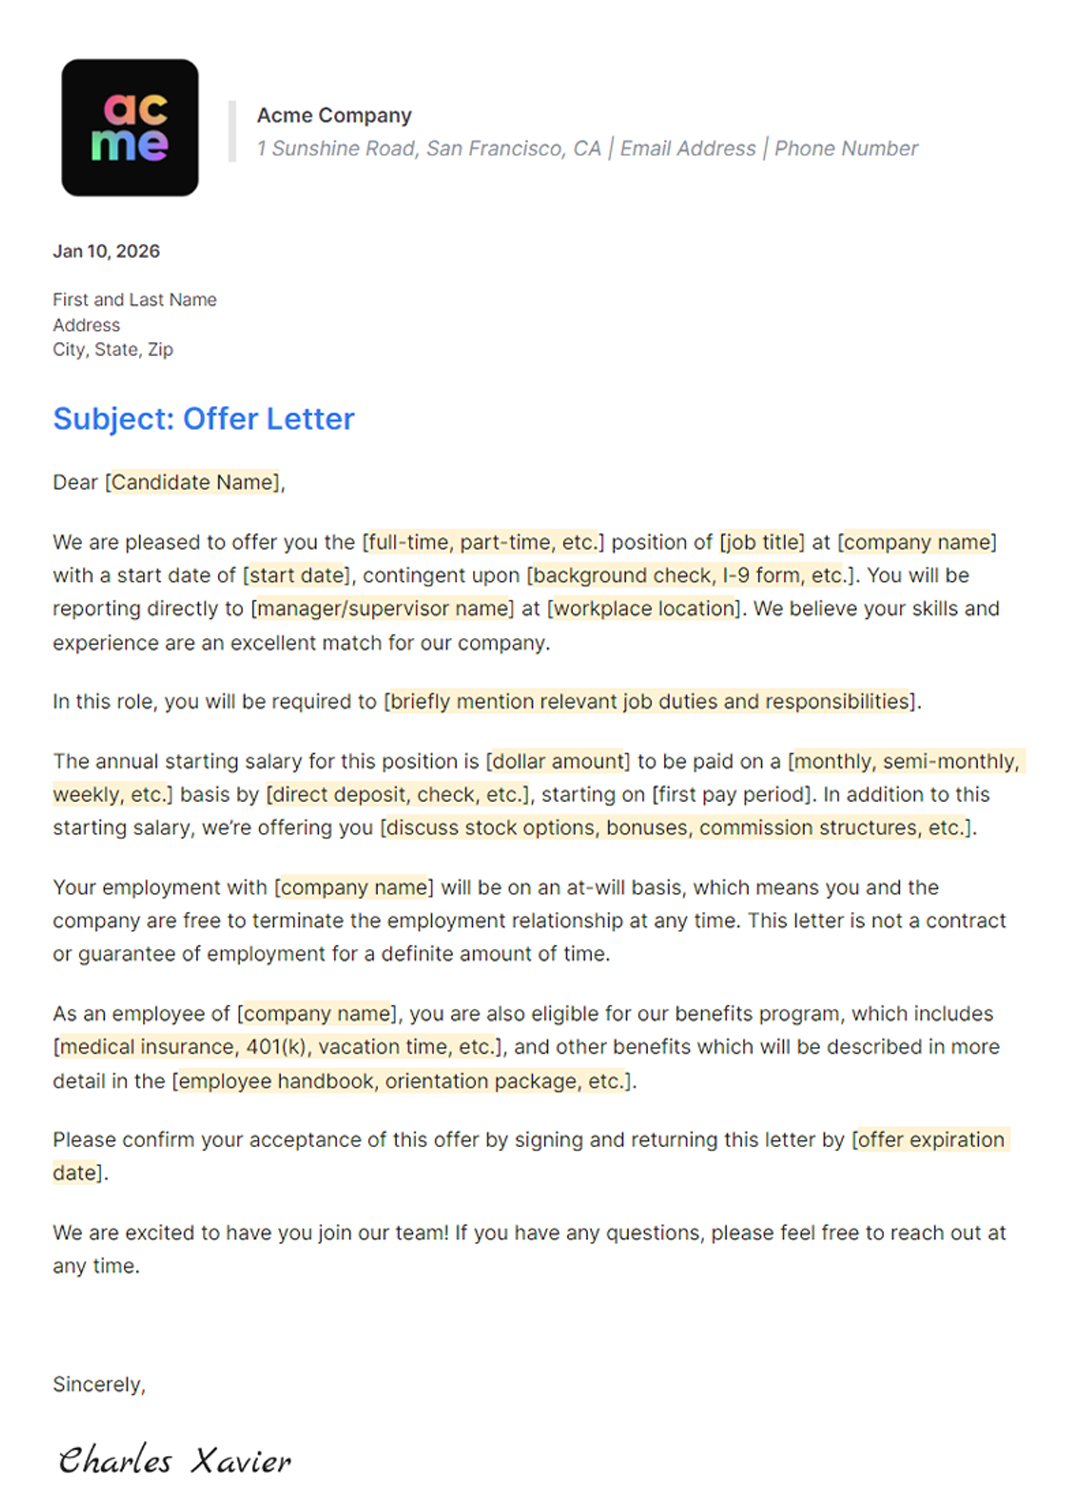 ac
me
Acme Company
1 Sunshine Road, San Francisco, CA | Email Address | Phone Number
Jan 10, 2026
First and Last Name
Address
City, State, Zip
Subject: Offer Letter
Dear [Candidate Name],
We are pleased to offer you the [full-time, part-time, etc.] position of [job title] at [company name]
with a start date of [start date], contingent upon [background check, I-9 form, etc.]. You will be
reporting directly to [manager/supervisor name] at [workplace location]. We believe your skills and
experience are an excellent match for our company.
In this role, you will be required to [briefly mention relevant job duties and responsibilities].
The annual starting salary for this position is [dollar amount] to be paid on a [monthly, semi-monthly,
weekly, etc.] basis by [direct deposit, check, etc.], starting on [first pay period]. In addition to this
starting salary, we’re offering you [discuss stock options, bonuses, commission structures, etc.].
Your employment with [company name] will be on an at-will basis, which means you and the
company are free to terminate the employment relationship at any time. This letter is not a contract
or guarantee of employment for a definite amount of time.
As an employee of [company name], you are also eligible for our benefits program, which includes
[medical insurance, 401(k), vacation time, etc.], and other benefits which will be described in more
detail in the [employee handbook, orientation package, etc.].
Please confirm your acceptance of this offer by signing and returning this letter by [offer expiration
date].
We are excited to have you join our team! If you have any questions, please feel free to reach out at
any time.
Sincerely,
Charles Xavier